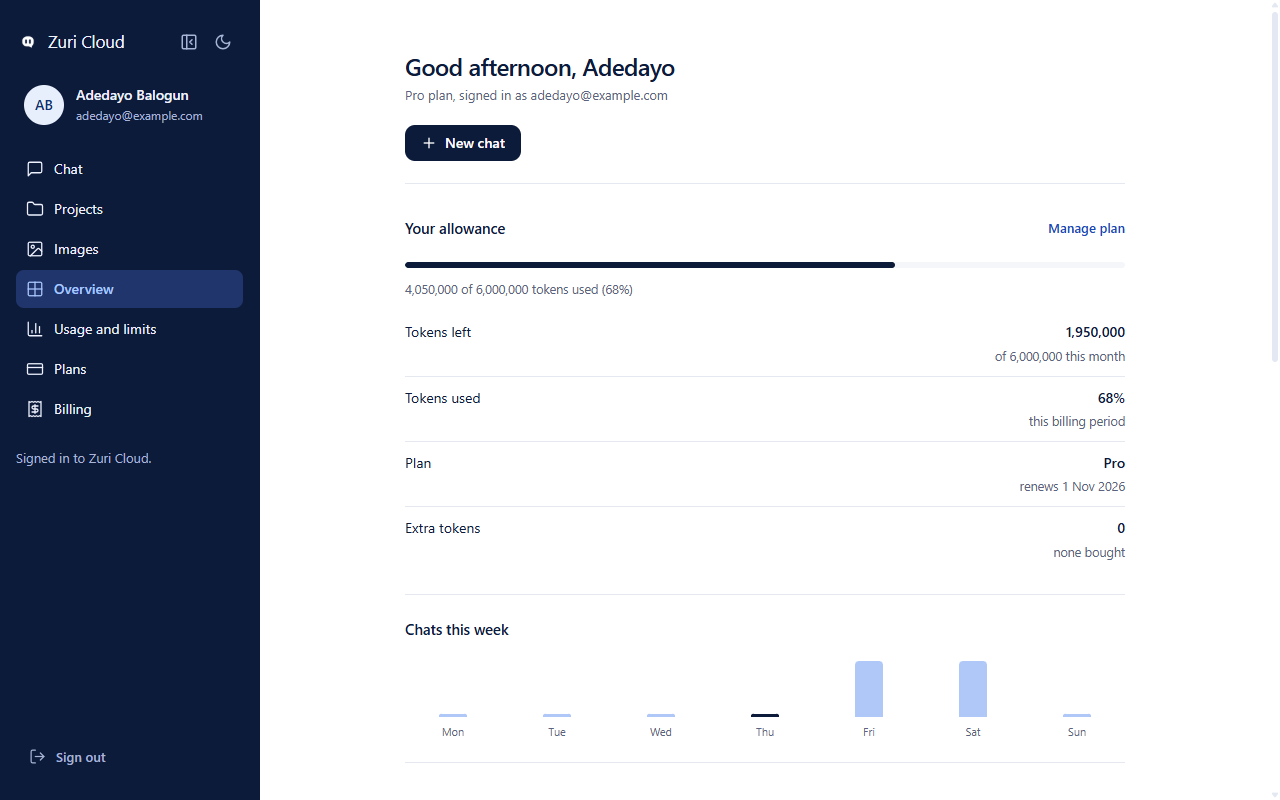 Zuri Cloud
AB
Adedayo Balogun
adedayo@example.com
Chat
Projects
Images
Overview
Usage and limits
Plans
Billing
Signed in to Zuri Cloud.
Sign out
Good afternoon, Adedayo
Pro plan, signed in as adedayo@example.com
New chat
Your allowance
Manage plan
4,050,000 of 6,000,000 tokens used (68%)
Tokens left
1,950,000
of 6,000,000 this month
Tokens used
68%
this billing period
Plan
Pro
renews 1 Nov 2026
Extra tokens
0
none bought
Chats this week
Mon Tue Wed Thu Fri Sat Sun